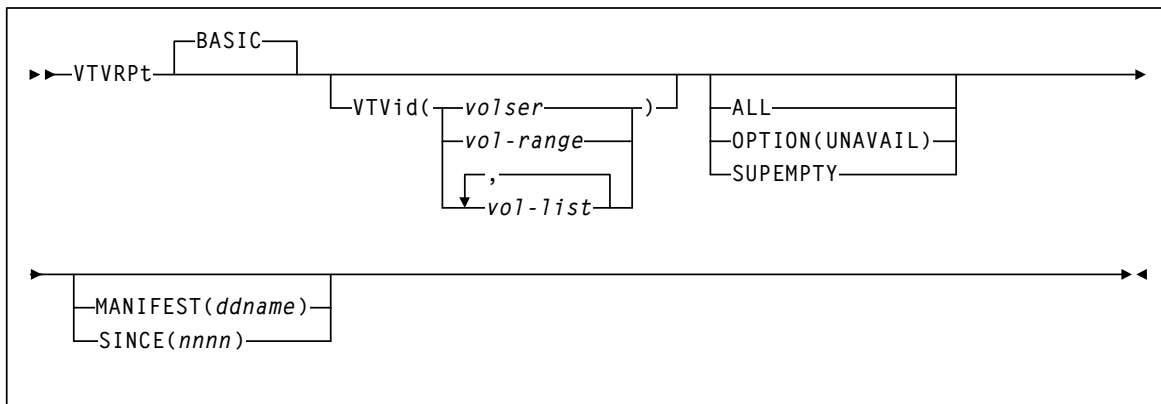 BASIC
VTVRPt
VTVid( volser )
vol-range
,
vol-list
ALL
OPTION(UNAVAIL)
SUPEMPTY
MANIFEST(ddname)
SINCE(nnnn)